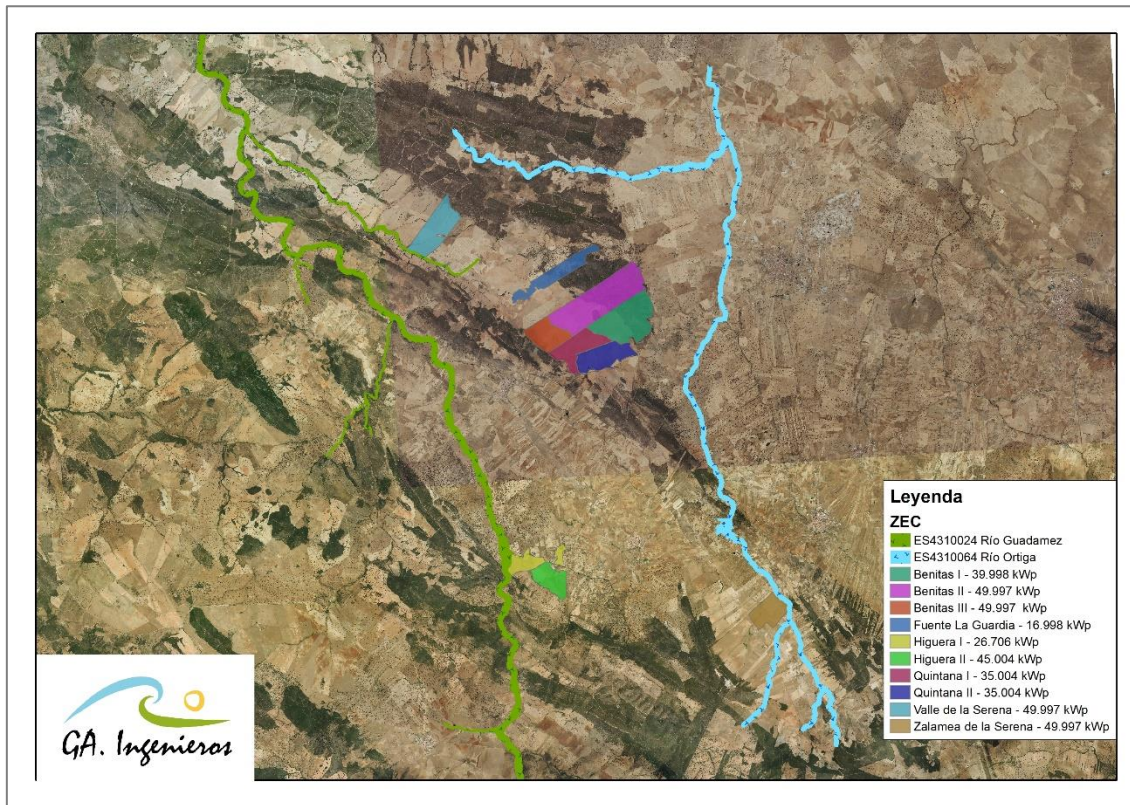 Leyenda
ZEC
ES4310024 Río Guadamez
ES4310064 Río Ortiga
Benitas I - 39.998 kWp
Benitas II - 49.997 kWp
Benitas III - 49.997 kWp
Fuente La Guardia - 16.998 kWp
Higuera I - 26.706 kWp
Higuera II - 45.004 kWp
Quintana I - 35.004 kWp
Quintana II - 35.004 kWp
Valle de la Serena - 49.997 kWp
Zalamea de la Serena - 49.997 kWp
GA. Ingenieros